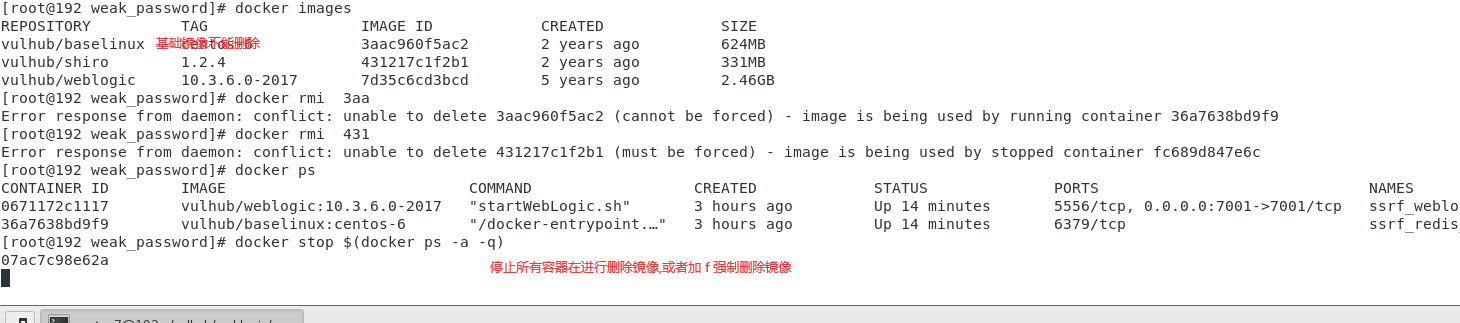 [root@192 weak_password]# docker images
REPOSITORY TAG IMAGE ID CREATED SIZE
vulhub/baselinux centos-6 3aac960f5ac2 2 years ago 624MB
基础镜像不能删除
vulhub/shiro 1.2.4 431217c1f2b1 2 years ago 331MB
vulhub/weblogic 10.3.6.0-2017 7d35c6cd3bcd 5 years ago 2.46GB
[root@192 weak_password]# docker rmi  3aa
Error response from daemon: conflict: unable to delete 3aac960f5ac2 (cannot be forced) - image is being used by running container 36a7638bd9f9
[root@192 weak_password]# docker rmi  431
Error response from daemon: conflict: unable to delete 431217c1f2b1 (must be forced) - image is being used by stopped container fc689d847e6c
[root@192 weak_password]# docker ps
CONTAINER ID IMAGE COMMAND CREATED STATUS PORTS NAMES
0671172c1117 vulhub/weblogic:10.3.6.0-2017 "startWebLogic.sh" 3 hours ago Up 14 minutes 5556/tcp, 0.0.0.0:7001->7001/tcp ssrf_weblo
36a7638bd9f9 vulhub/baselinux:centos-6 "/docker-entrypoint.…" 3 hours ago Up 14 minutes 6379/tcp ssrf_redis
[root@192 weak_password]# docker stop $(docker ps -a -q)
07ac7c98e62a
停止所有容器在进行删除镜像,或者加 f 强制删除镜像